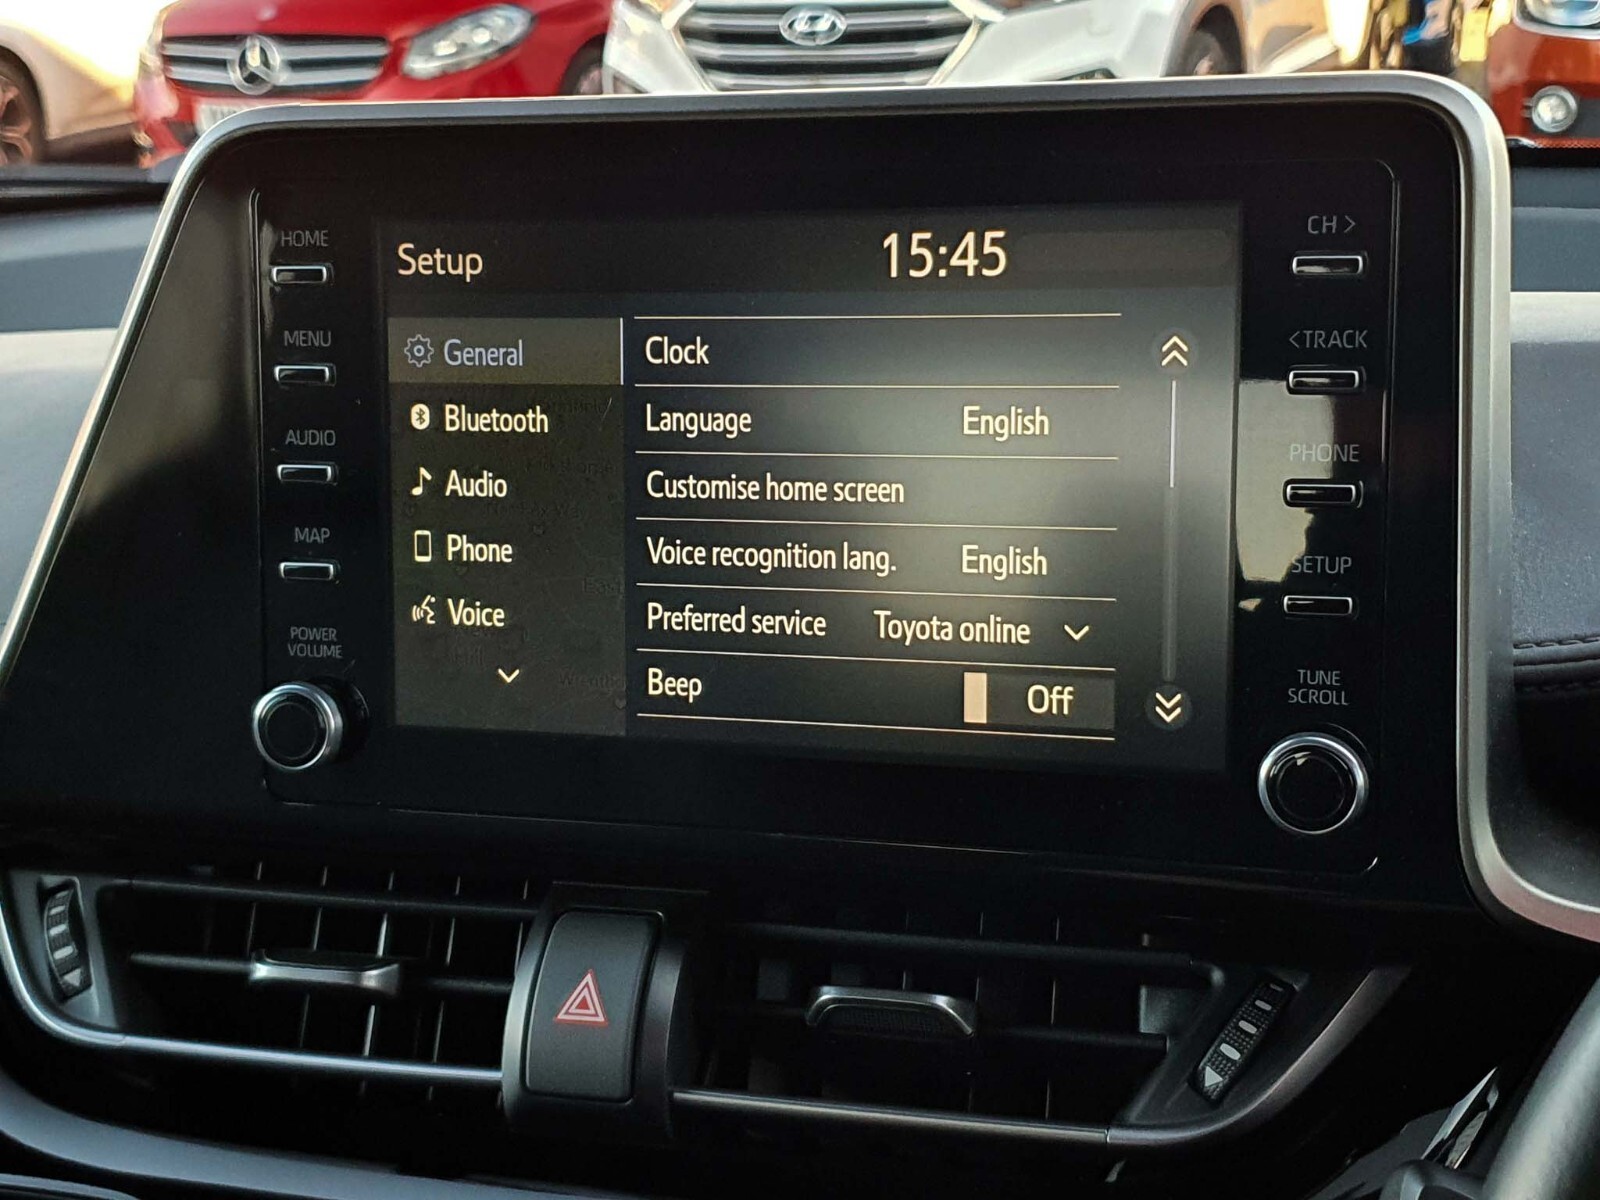 HOME
MENU
AUDIO
MAP
POWER
VOLUME
Setup
15:45
General
Bluetooth
Audio
Phone
Voice
Clock
Language English
Customise home screen
Voice recognition lang. English
Preferred service Toyota online
Beep Off
CH >
<TRACK
PHONE
SETUP
TUNE
SCROLL